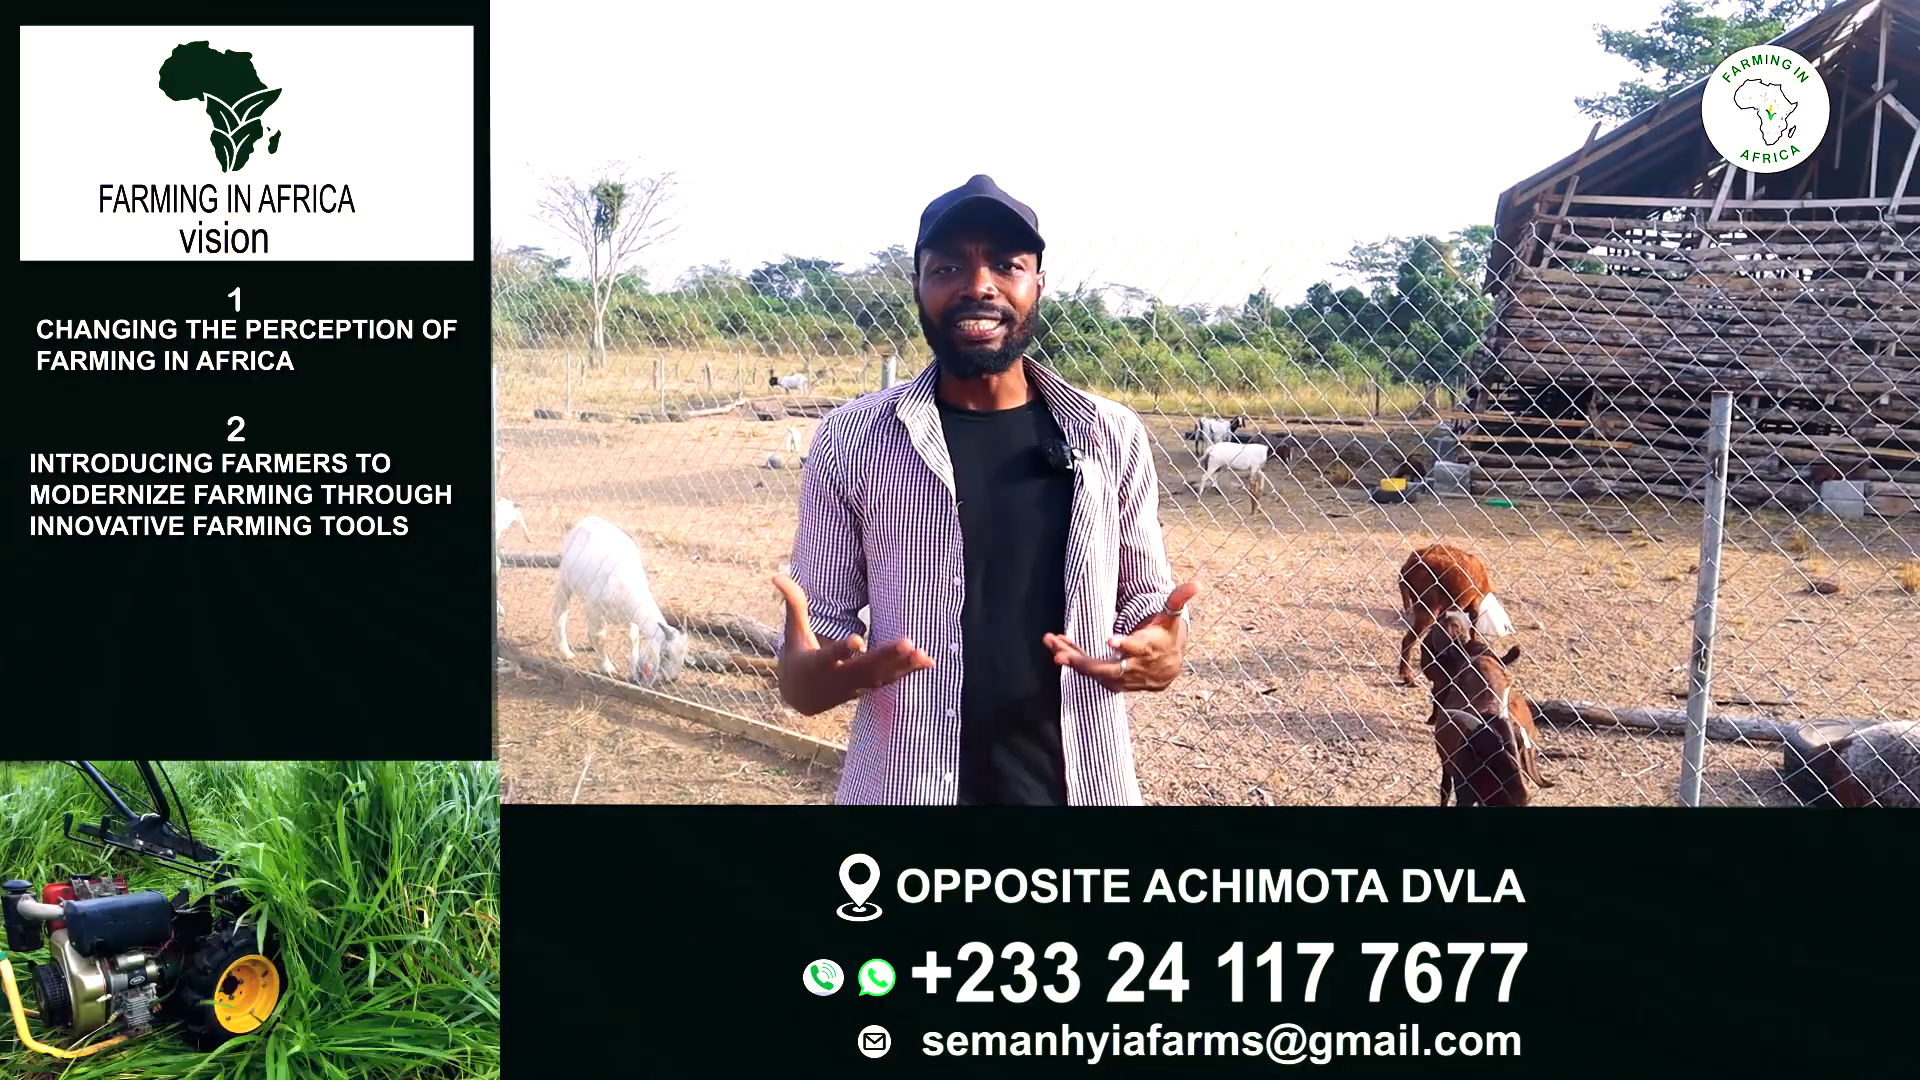 FARMING IN AFRICA
vision
1
CHANGING THE PERCEPTION OF
FARMING IN AFRICA
2
INTRODUCING FARMERS TO
MODERNIZE FARMING THROUGH
INNOVATIVE FARMING TOOLS
FARMING IN
AFRICA
OPPOSITE ACHIMOTA DVLA
+233 24 117 7677
semanhyiafarms@gmail.com